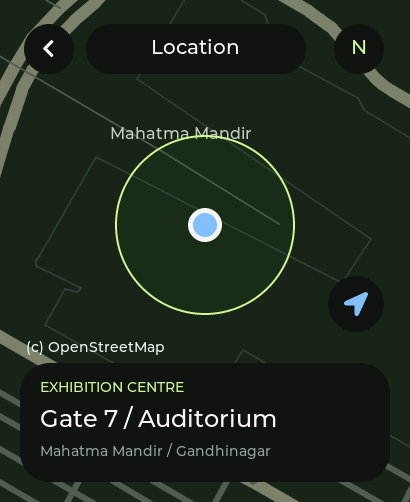 Location
N
Mahatma Mandir
(c) OpenStreetMap
EXHIBITION CENTRE
Gate 7 / Auditorium
Mahatma Mandir / Gandhinagar